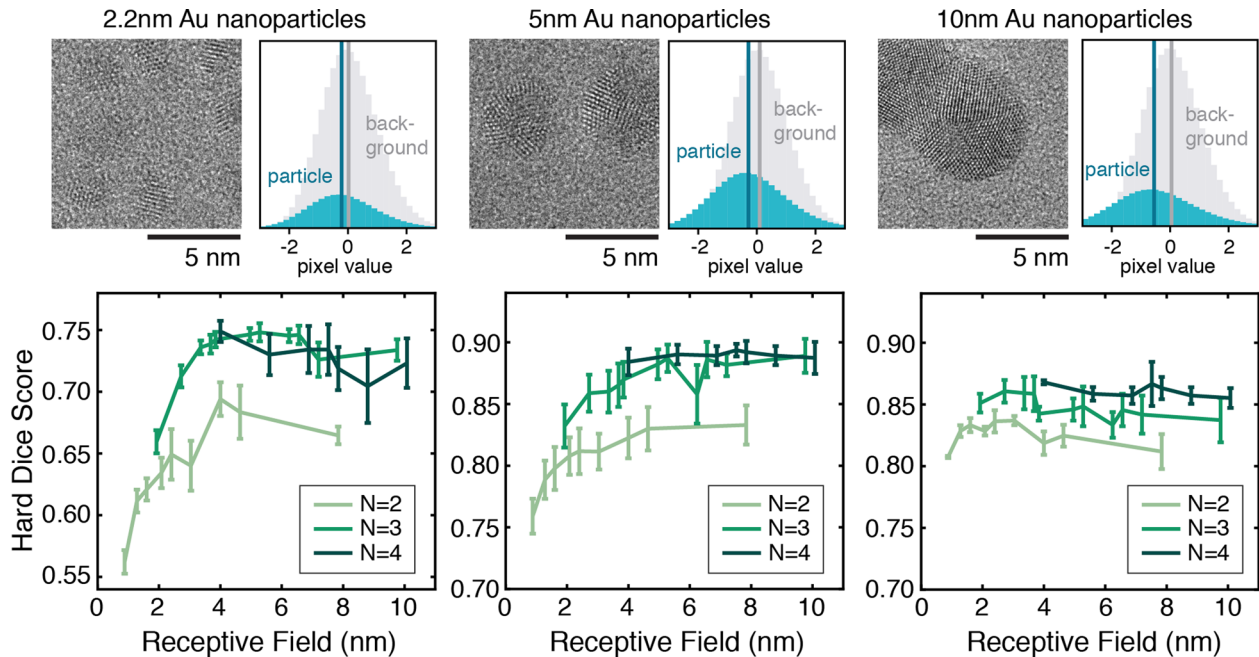 2.2nm Au nanoparticles
5nm Au nanoparticles
10nm Au nanoparticles
back-
ground
particle
5 nm
-2 0 2
pixel value
back-
ground
particle
5 nm
-2 0 2
pixel value
back-
ground
particle
5 nm
-2 0 2
pixel value
Hard Dice Score
0.75
0.70
0.65
0.60
0.55
N=2
N=3
N=4
0 2 4 6 8 10
Receptive Field (nm)
0.90
0.85
0.80
0.75
0.70
N=2
N=3
N=4
0 2 4 6 8 10
Receptive Field (nm)
0.90
0.85
0.80
0.75
0.70
N=2
N=3
N=4
0 2 4 6 8 10
Receptive Field (nm)